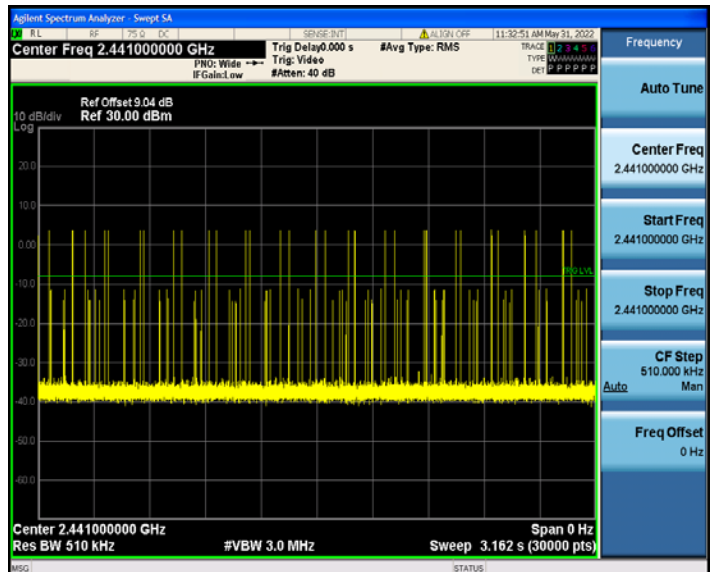 Agilent Spectrum Analyzer - Swept SA
RL RF 75 Ω DC SENSE:INT ALIGN OFF 11:32:51 AM May 31, 2022
Center Freq 2.441000000 GHz
PNO: Wide
IFGain:Low
Trig Delay0.000 s
Trig: Video
#Atten: 40 dB
#Avg Type: RMS
TRACE 1 2 3 4 5 6
TYPE
DET P P P P P P
Ref Offset 9.04 dB
10 dB/div Ref 30.00 dBm
Log
20.0
10.0
0.00
TRIG LVL
-10.0
-20.0
-30.0
-40.0
-50.0
-60.0
Center 2.441000000 GHz Span 0 Hz
Res BW 510 kHz #VBW 3.0 MHz Sweep 3.162 s (30000 pts)
MSG STATUS
Frequency
Auto Tune
Center Freq
2.441000000 GHz
Start Freq
2.441000000 GHz
Stop Freq
2.441000000 GHz
CF Step
510.000 kHz
Auto Man
Freq Offset
0 Hz